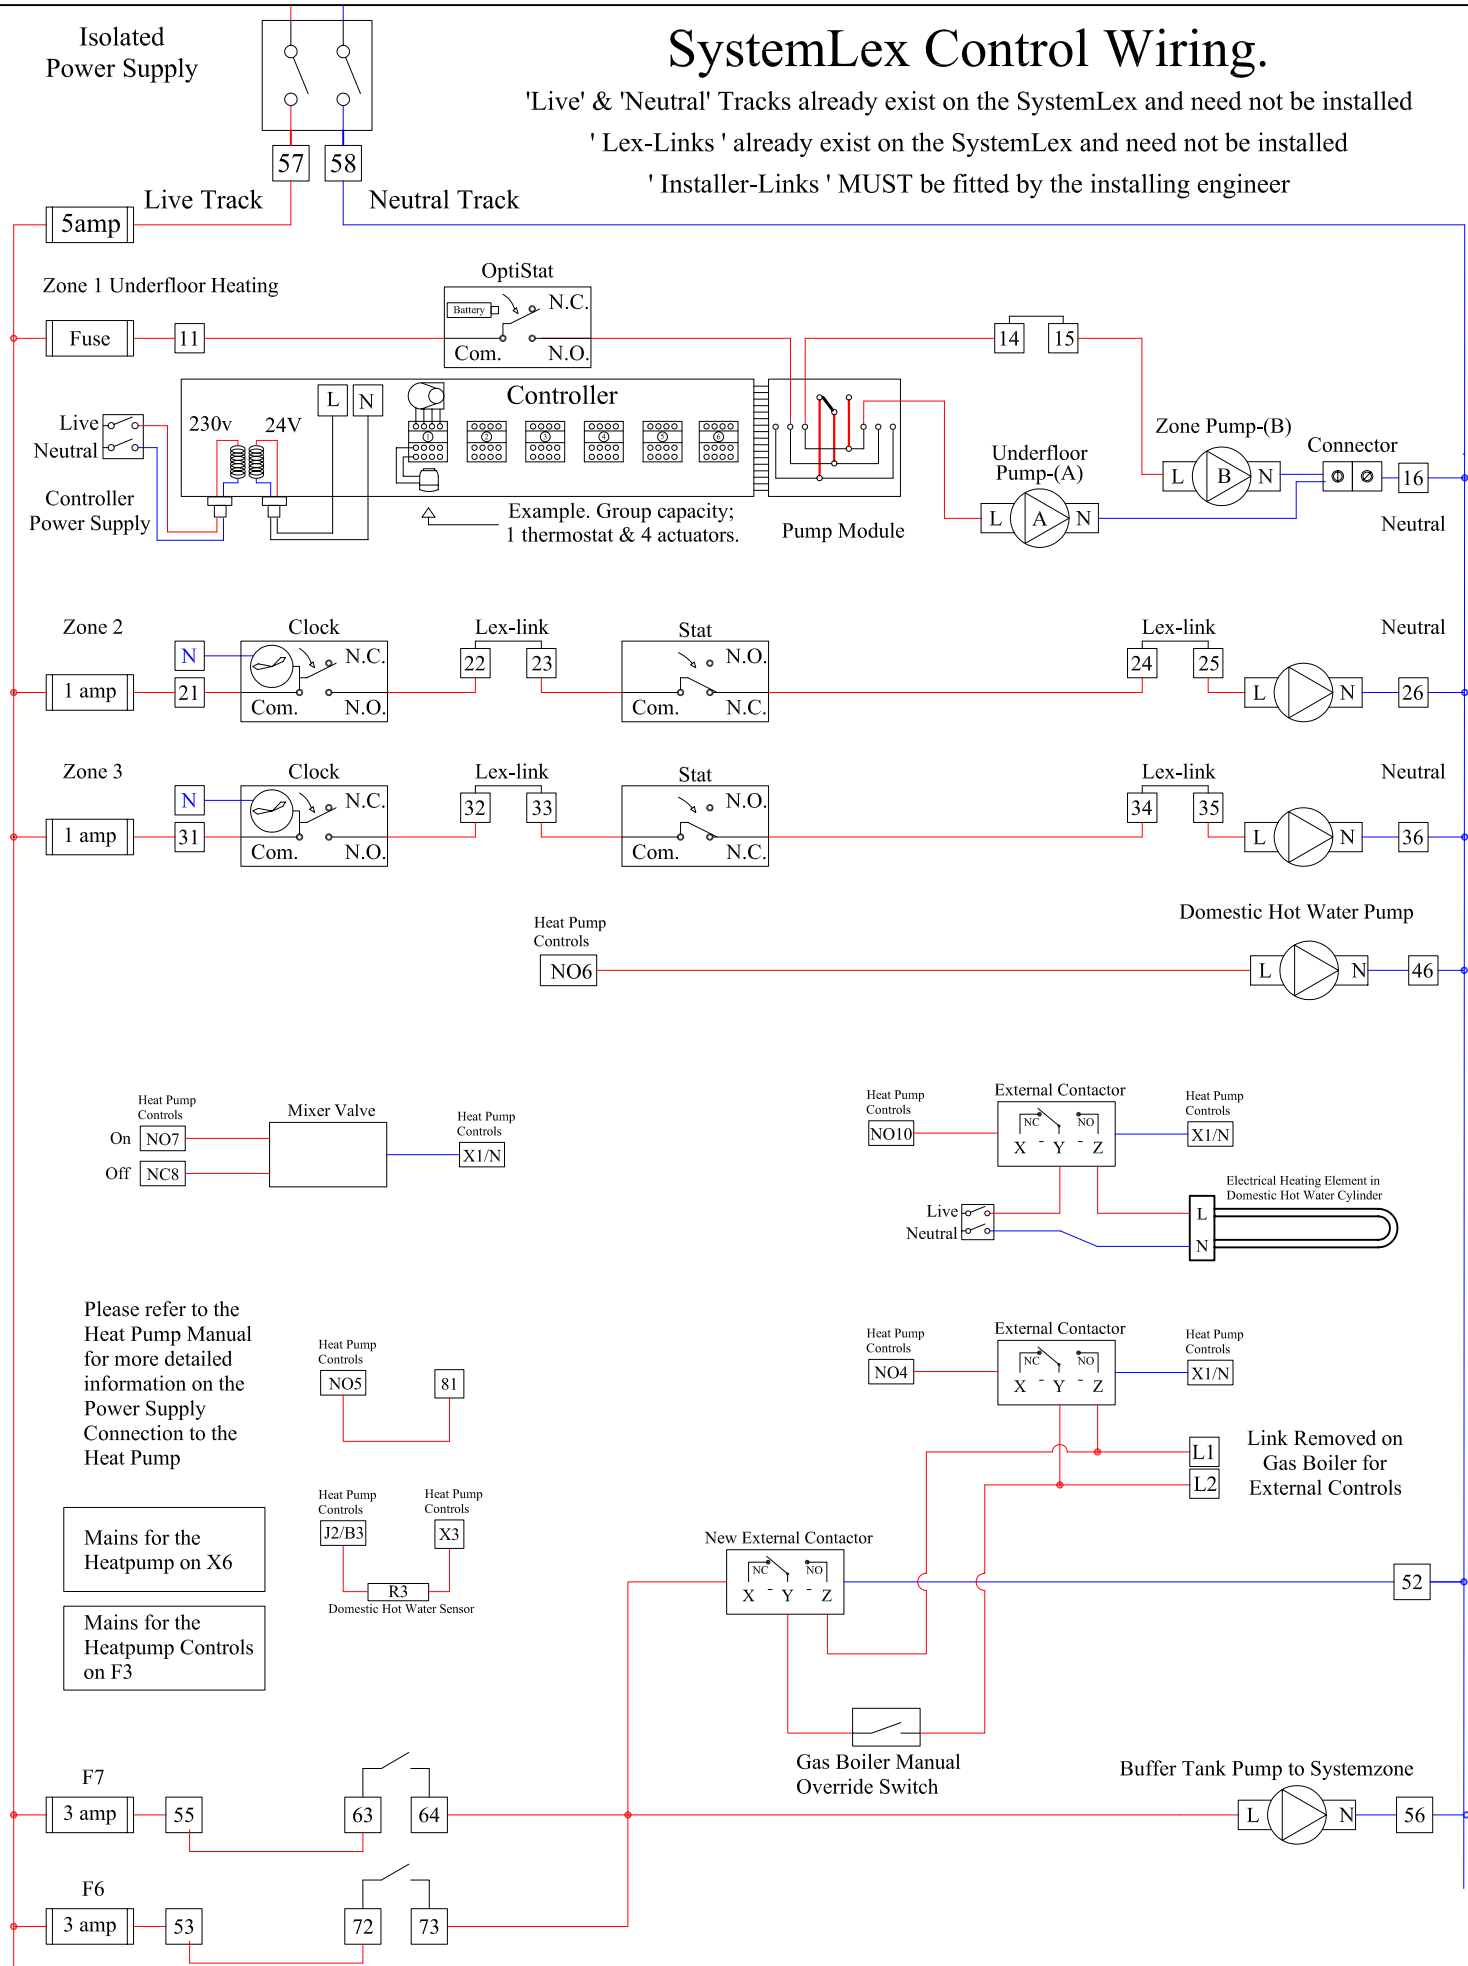 Isolated
Power Supply
SystemLex Control Wiring.
'Live' & 'Neutral' Tracks already exist on the SystemLex and need not be installed
' Lex-Links ' already exist on the SystemLex and need not be installed
' Installer-Links ' MUST be fitted by the installing engineer
57 58
Live Track Neutral Track
5amp
Zone 1 Underfloor Heating
OptiStat
Battery N.C.
Com. N.O.
Fuse 11 14 15
Controller
L N
230v 24V
1 2 3 4 5 6
Live
Neutral
Controller
Power Supply
Example. Group capacity;
1 thermostat & 4 actuators.
Pump Module
Underfloor
Pump-(A)
L A N
Zone Pump-(B)
L B N
Connector
16
Neutral
Zone 2 Clock Lex-link Stat Lex-link Neutral
N N.C. 22 23 N.O. 24 25
1 amp 21 L N 26
Com. N.O. Com. N.C.
Zone 3 Clock Lex-link Stat Lex-link Neutral
N N.C. 32 33 N.O. 34 35
1 amp 31 L N 36
Com. N.O. Com. N.C.
Heat Pump
Controls
NO6
Domestic Hot Water Pump
L N 46
Heat Pump
Controls
On NO7
Off NC8
Mixer Valve
Heat Pump
Controls
X1/N
Heat Pump
Controls
NO10
External Contactor
NC NO
X - Y - Z
Heat Pump
Controls
X1/N
Live
Neutral
Electrical Heating Element in
Domestic Hot Water Cylinder
L
N
Please refer to the
Heat Pump Manual
for more detailed
information on the
Power Supply
Connection to the
Heat Pump
Heat Pump
Controls
NO5 81
Heat Pump
Controls
NO4
External Contactor
NC NO
X - Y - Z
Heat Pump
Controls
X1/N
L1
L2
Link Removed on
Gas Boiler for
External Controls
Heat Pump
Controls
J2/B3
Heat Pump
Controls
X3
R3
Domestic Hot Water Sensor
Mains for the
Heatpump on X6
Mains for the
Heatpump Controls
on F3
New External Contactor
NC NO
X - Y - Z
52
Gas Boiler Manual
Override Switch
Buffer Tank Pump to Systemzone
F7
3 amp 55 63 64 L N 56
F6
3 amp 53 72 73